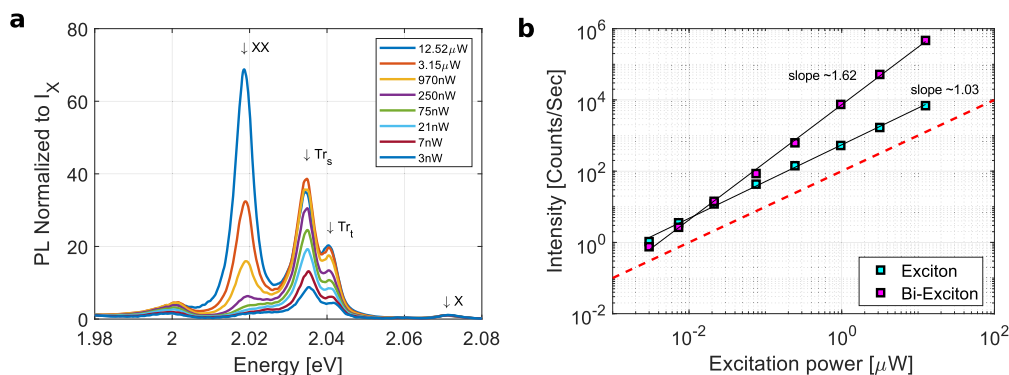 a
PL Normalized to I_X
80
60
40
20
0
1.98
2
2.02
2.04
2.06
2.08
Energy [eV]
↓ XX
↓ Tr_s
↓ Tr_t
↓ X
12.52μW
3.15μW
970nW
250nW
75nW
21nW
7nW
3nW
b
Intensity [Counts/Sec]
10^6
10^4
10^2
10^0
10^-2
10^-2
10^0
10^2
Excitation power [μW]
slope ~1.62
slope ~1.03
Exciton
Bi-Exciton